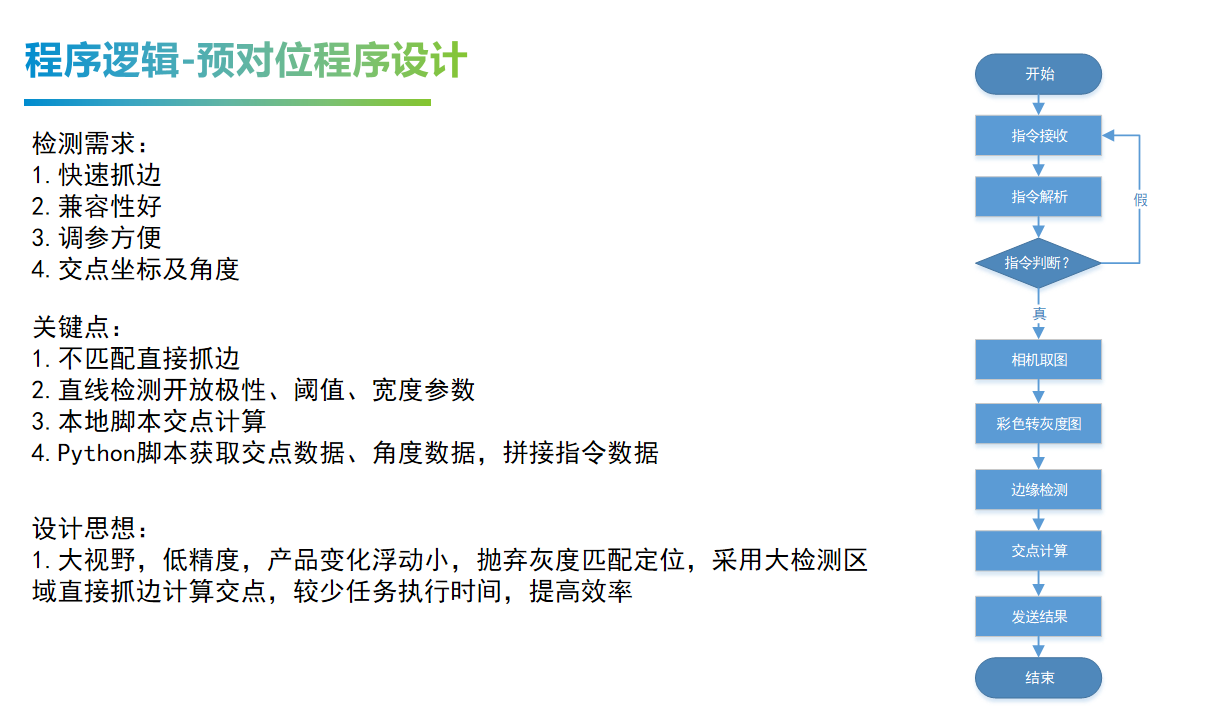 程序逻辑-预对位程序设计
检测需求：
1.快速抓边
2.兼容性好
3.调参方便
4.交点坐标及角度
关键点：
1.不匹配直接抓边
2.直线检测开放极性、阈值、宽度参数
3.本地脚本交点计算
4.Python脚本获取交点数据、角度数据，拼接指令数据
设计思想：
1.大视野，低精度，产品变化浮动小，抛弃灰度匹配定位，采用大检测区
域直接抓边计算交点，较少任务执行时间，提高效率
开始
指令接收
指令解析
假
指令判断？
真
相机取图
彩色转灰度图
边缘检测
交点计算
发送结果
结束